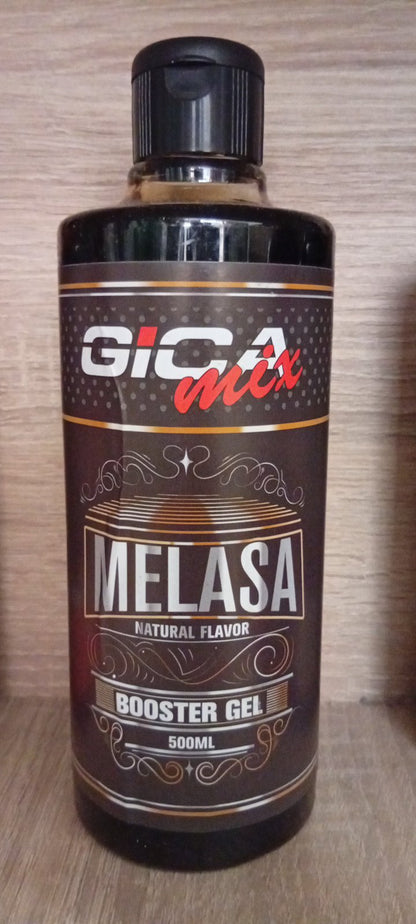 GICA
mix
MELASA
NATURAL FLAVOR
BOOSTER GEL
500ML